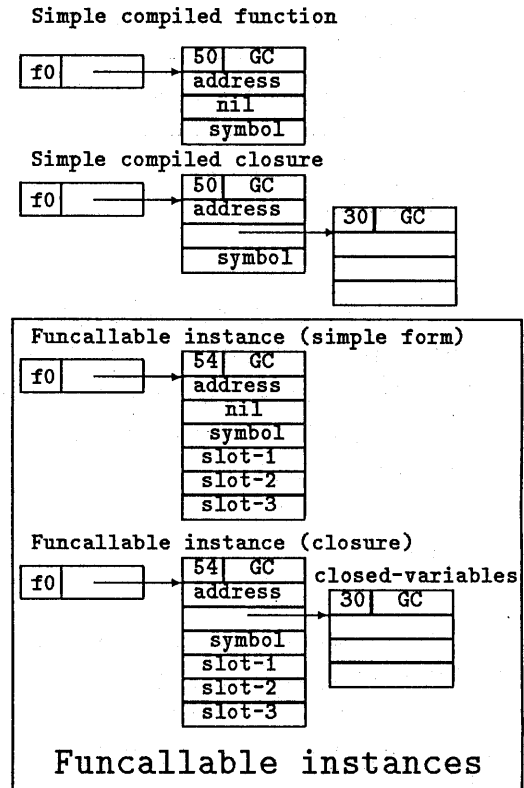 Simple compiled function
f0
50 GC
address
nil
symbol
Simple compiled closure
f0
50 GC
address
symbol
30 GC
Funcallable instance (simple form)
f0
54 GC
address
nil
symbol
slot-1
slot-2
slot-3
Funcallable instance (closure)
f0
54 GC
address
symbol
slot-1
slot-2
slot-3
closed-variables
30 GC
Funcallable instances